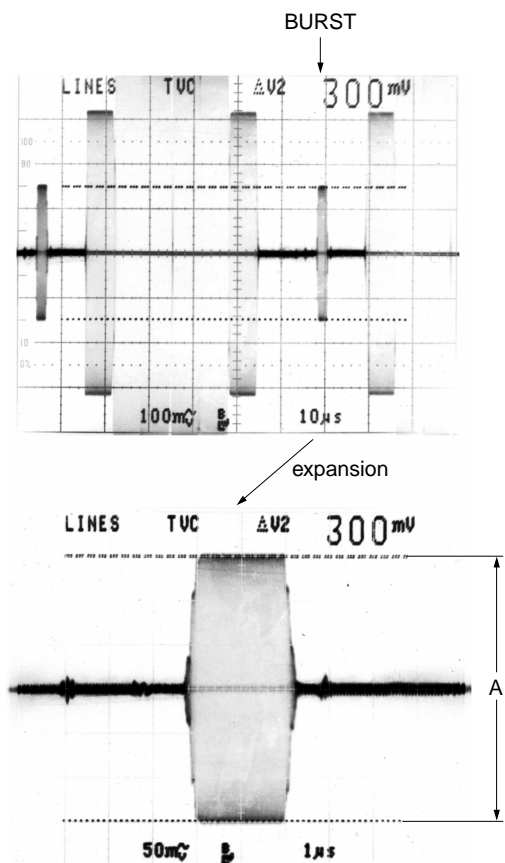 BURST
LINES TVC ΔV2 300mV
100
90
10
0%
100mV 10µs
expansion
LINES TVC ΔV2 300mV
A
50mV 1µs